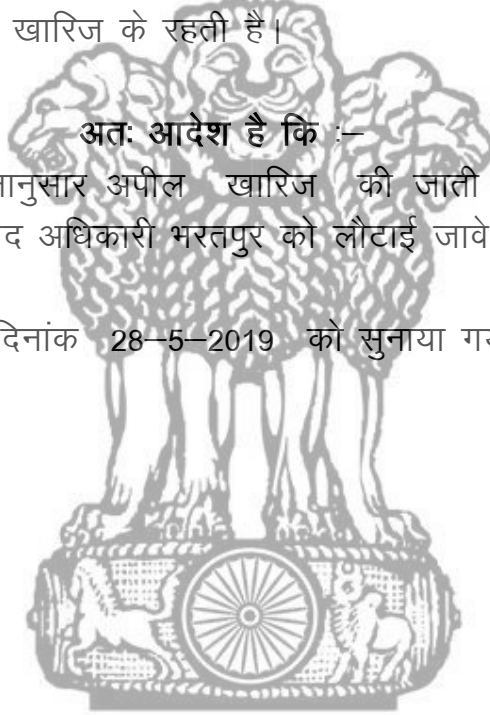 खारिज के रहती है।
अतः आदेश है कि :–
नुसार अपील खारिज की जाती
द अधिकारी भरतपुर को लौटाई जावे
दिनांक 28–5–2019 को सुनाया